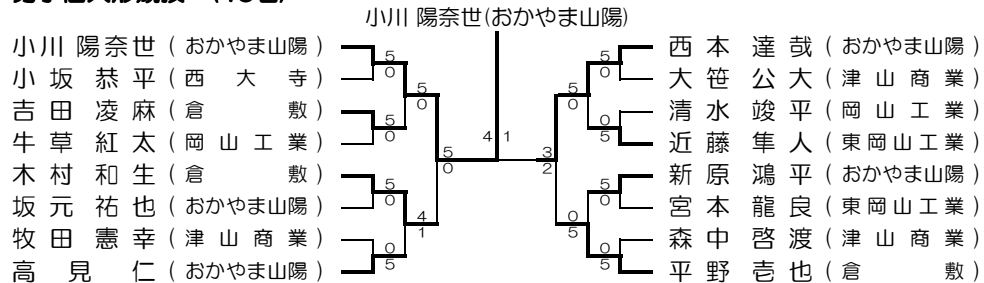 小川 陽奈世(おかやま山陽)
小川 陽奈世 ( おかやま山陽 )
小坂 恭平 ( 西大寺 )
吉田 凌麻 ( 倉敷 )
牛草 紅太 ( 岡山工業 )
木村 和生 ( 倉敷 )
坂元 祐也 ( おかやま山陽 )
牧田 憲幸 ( 津山商業 )
高見 仁 ( おかやま山陽 )
5
0
5
0
5
0
0
5
5
0
4
1
5
0
4 1
3
2
5
0
0
5
5
0
0
5
5
0
0
5
西本 達哉 ( おかやま山陽 )
大笹 公大 ( 津山商業 )
清水 竣平 ( 岡山工業 )
近藤 隼人 ( 東岡山工業 )
新原 鴻平 ( おかやま山陽 )
宮本 龍良 ( 東岡山工業 )
森中 啓渡 ( 津山商業 )
平野 壱也 ( 倉敷 )